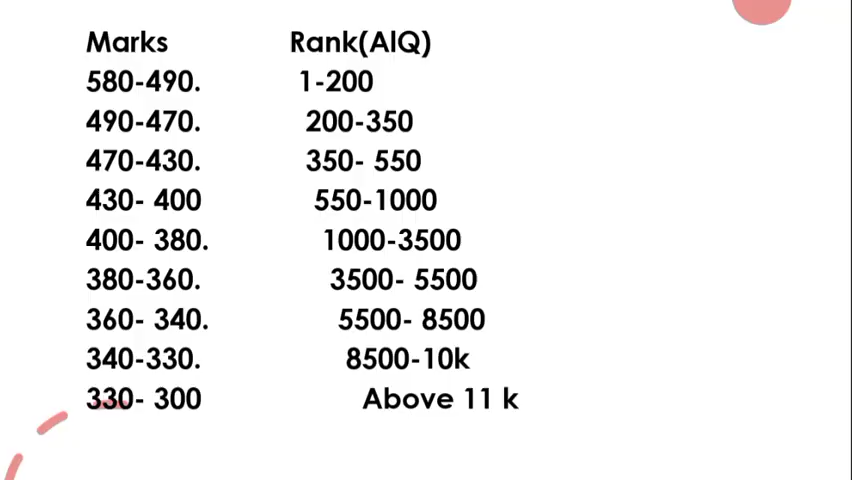 Marks Rank(AIQ)
580-490. 1-200
490-470. 200-350
470-430. 350- 550
430- 400 550-1000
400- 380. 1000-3500
380-360. 3500- 5500
360- 340. 5500- 8500
340-330. 8500-10k
330- 300 Above 11 k